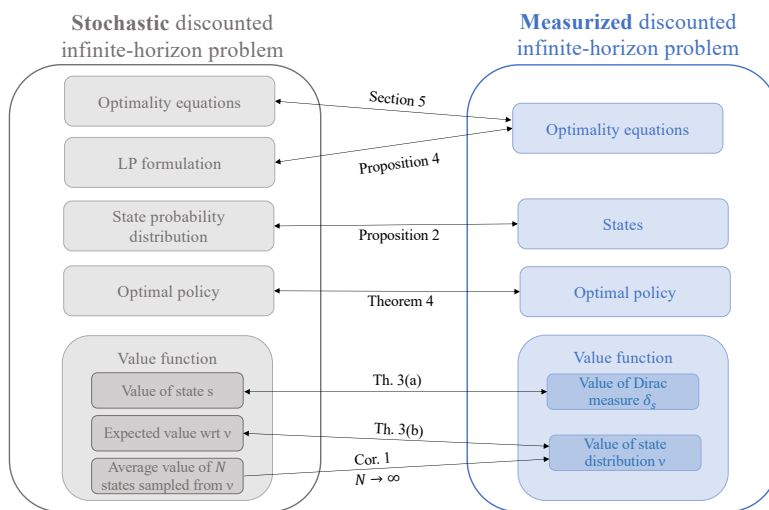 Stochastic discounted
infinite-horizon problem
Measurized discounted
infinite-horizon problem
Optimality equations
Section 5
Optimality equations
LP formulation
Proposition 4
State probability
distribution
Proposition 2
States
Optimal policy
Theorem 4
Optimal policy
Value function
Value function
Value of state s
Th. 3(a)
Value of Dirac
measure δₛ
Expected value wrt ν
Th. 3(b)
Value of state
distribution ν
Average value of N
states sampled from ν
Cor. 1
N → ∞